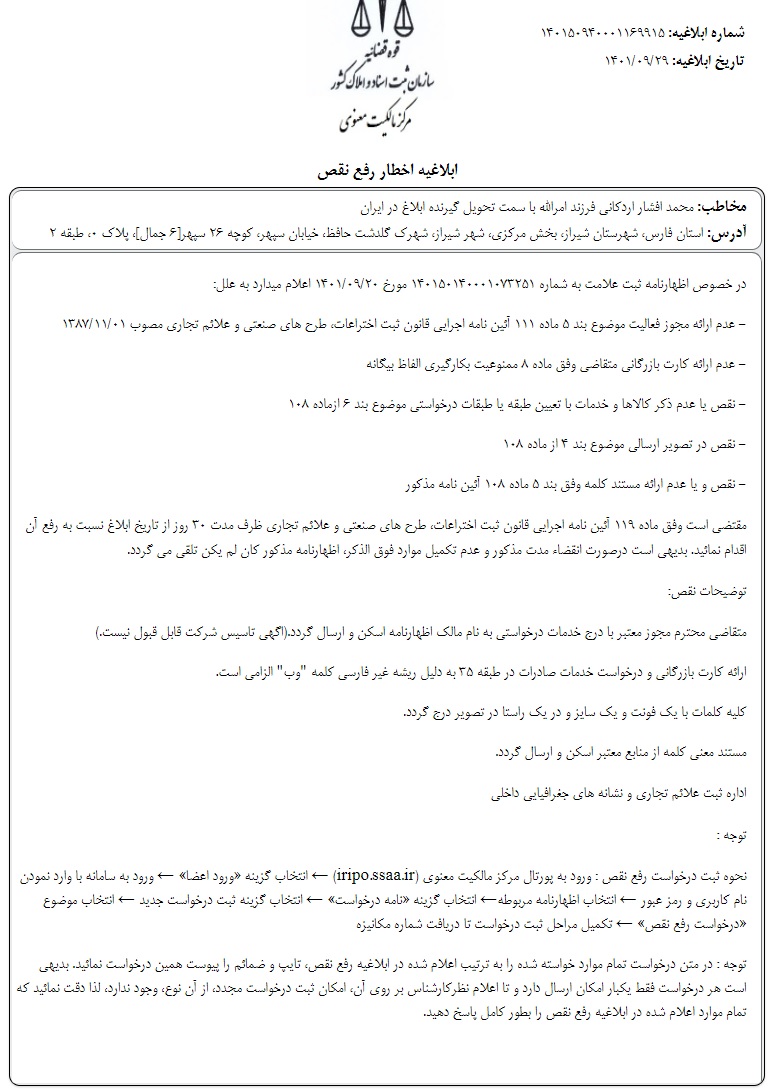 شماره ابلاغیه: ۱۴۰۱۵۰۹۴۰۰۰۱۱۶۹۹۱۵
تاریخ ابلاغیه: ۱۴۰۱/۰۹/۲۹
قوه قضائیه
سازمان ثبت اسناد و املاک کشور
مرکز مالکیت معنوی
ابلاغیه اخطار رفع نقص
مخاطب: محمد افشار اردکانی فرزند امرالله با سمت تحویل گیرنده ابلاغ در ایران
آدرس: استان فارس، شهرستان شیراز، بخش مرکزی، شهر شیراز، شهرک گلدشت حافظ، خیابان سپهر، کوچه ۲۶ سپهر[۶ جمال]، پلاک ۰، طبقه ۲
در خصوص اظهارنامه ثبت علامت به شماره ۱۴۰۱۵۰۱۴۰۰۰۱۰۷۳۲۵۱ مورخ ۱۴۰۱/۰۹/۲۰ اعلام میدارد به علل:
- عدم ارائه مجوز فعالیت موضوع بند ۵ ماده ۱۱۱ آئین نامه اجرایی قانون ثبت اختراعات، طرح های صنعتی و علائم تجاری مصوب ۱۳۸۷/۱۱/۰۱
- عدم ارائه کارت بازرگانی متقاضی وفق ماده ۸ ممنوعیت بکارگیری الفاظ بیگانه
- نقص یا عدم ذکر کالاها و خدمات با تعیین طبقه یا طبقات درخواستی موضوع بند ۶ ازماده ۱۰۸
- نقص در تصویر ارسالی موضوع بند ۴ از ماده ۱۰۸
- نقص و یا عدم ارائه مستند کلمه وفق بند ۵ ماده ۱۰۸ آئین نامه مذکور
مقتضی است وفق ماده ۱۱۹ آئین نامه اجرایی قانون ثبت اختراعات، طرح های صنعتی و علائم تجاری ظرف مدت ۳۰ روز از تاریخ ابلاغ نسبت به رفع آن
اقدام نمائید. بدیهی است درصورت انقضاء مدت مذکور و عدم تکمیل موارد فوق الذکر، اظهارنامه مذکور کان لم یکن تلقی می گردد.
توضیحات نقص:
متقاضی محترم مجوز معتبر با درج خدمات درخواستی به نام مالک اظهارنامه اسکن و ارسال گردد.(آگهی تاسیس شرکت قابل قبول نیست.)
ارائه کارت بازرگانی و درخواست خدمات صادرات در طبقه ۳۵ به دلیل ریشه غیر فارسی کلمه "وب" الزامی است.
کلیه کلمات با یک فونت و یک سایز و در یک راستا در تصویر درج گردد.
مستند معنی کلمه از منابع معتبر اسکن و ارسال گردد.
اداره ثبت علائم تجاری و نشانه های جغرافیایی داخلی
توجه :
نحوه ثبت درخواست رفع نقص : ورود به پورتال مرکز مالکیت معنوی (iripo.ssaa.ir) ← انتخاب گزینه «ورود اعضا» ← ورود به سامانه با وارد نمودن
نام کاربری و رمز عبور ← انتخاب اظهارنامه مربوطه← انتخاب گزینه «نامه درخواست» ← انتخاب گزینه ثبت درخواست جدید ← انتخاب موضوع
«درخواست رفع نقص» ← تکمیل مراحل ثبت درخواست تا دریافت شماره مکانیزه
توجه : در متن درخواست تمام موارد خواسته شده را به ترتیب اعلام شده در ابلاغیه رفع نقص، تایپ و ضمائم را پیوست همین درخواست نمائید. بدیهی
است هر درخواست فقط یکبار امکان ارسال دارد و تا اعلام نظرکارشناس بر روی آن، امکان ثبت درخواست مجدد، از آن نوع، وجود ندارد، لذا دقت نمائید که
تمام موارد اعلام شده در ابلاغیه رفع نقص را بطور کامل پاسخ دهید.